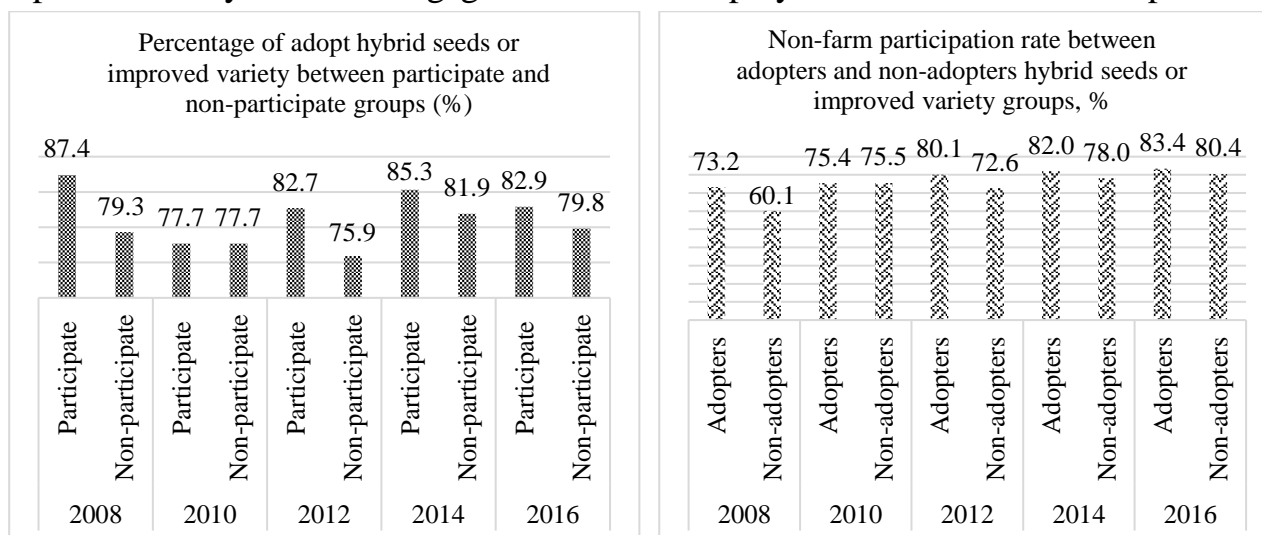 Percentage of adopt hybrid seeds or
improved variety between participate and
non-participate groups (%)
87.4
79.3
77.7
77.7
82.7
75.9
85.3
81.9
82.9
79.8
Participate
Non-participate
Participate
Non-participate
Participate
Non-participate
Participate
Non-participate
Participate
Non-participate
2008 2010 2012 2014 2016
Non-farm participation rate between
adopters and non-adopters hybrid seeds or
improved variety groups, %
73.2
60.1
75.4
75.5
80.1
72.6
82.0
78.0
83.4
80.4
Adopters
Non-adopters
Adopters
Non-adopters
Adopters
Non-adopters
Adopters
Non-adopters
Adopters
Non-adopters
2008 2010 2012 2014 2016